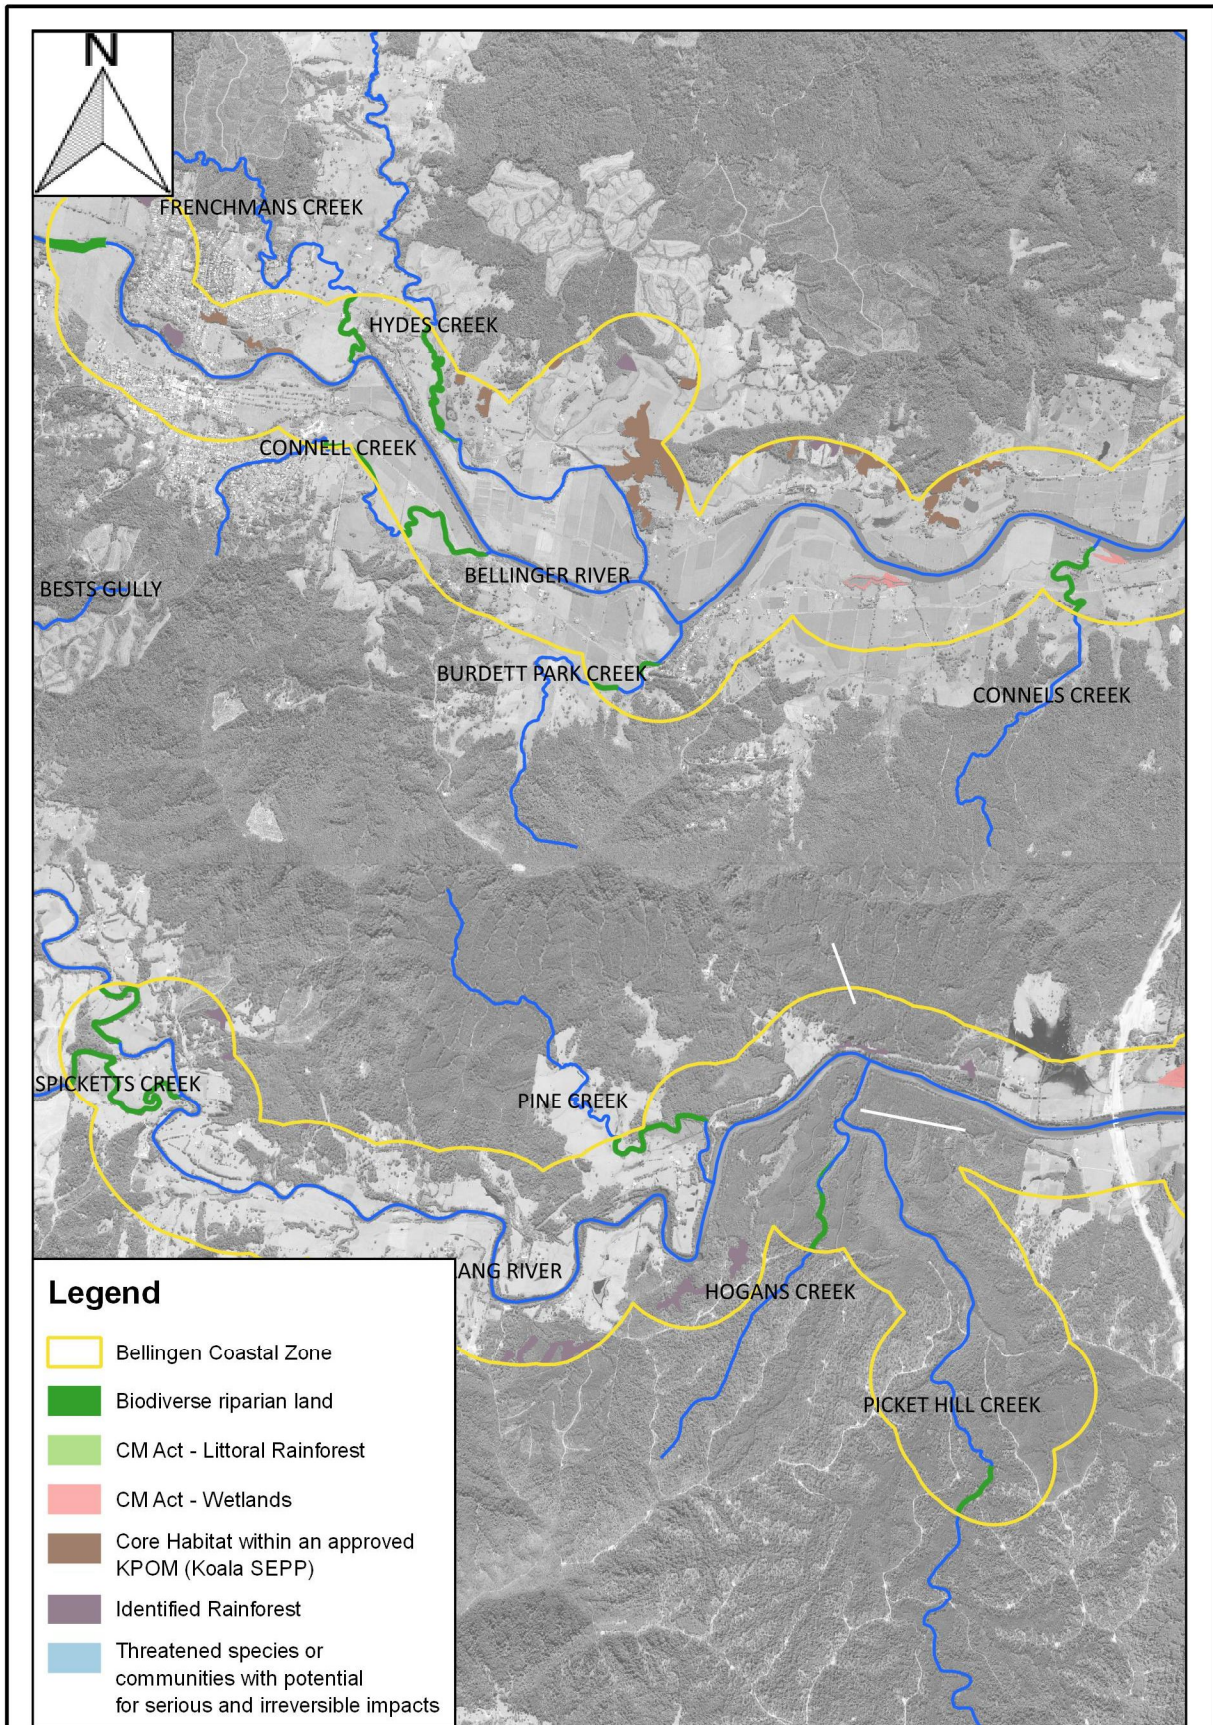 N
FRENCHMANS CREEK
HYDES CREEK
CONNELL CREEK
BELLINGER RIVER
BESTS GULLY
BURDETT PARK CREEK
CONNELS CREEK
SPICKETTS CREEK
PINE CREEK
ANG RIVER
HOGANS CREEK
PICKET HILL CREEK
Legend
Bellingen Coastal Zone
Biodiverse riparian land
CM Act - Littoral Rainforest
CM Act - Wetlands
Core Habitat within an approved
KPOM (Koala SEPP)
Identified Rainforest
Threatened species or
communities with potential
for serious and irreversible impacts